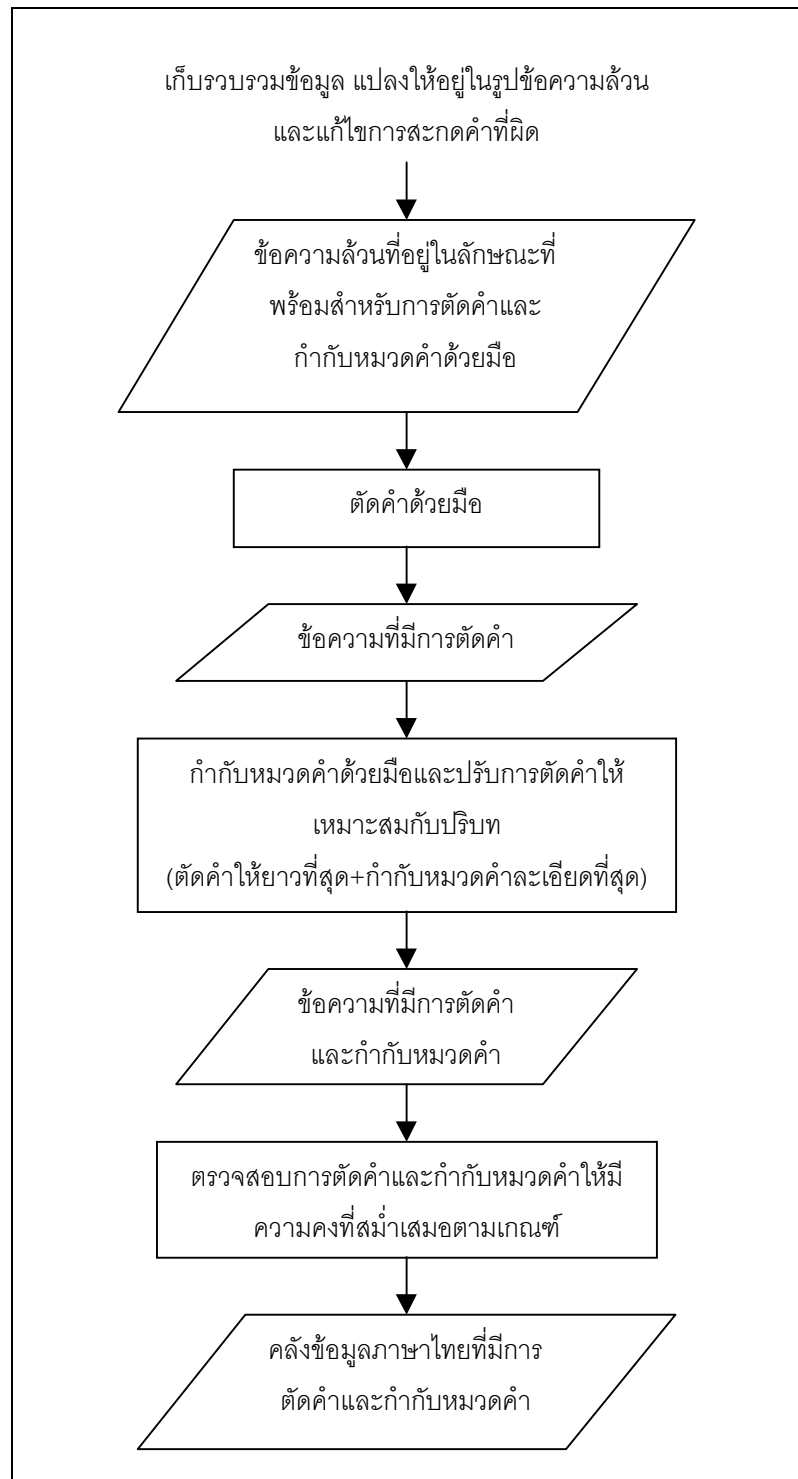 เก็บรวบรวมข้อมูล แปลงให้อยู่ในรูปข้อความล้วน
และแก้ไขการสะกดคำที่ผิด
ข้อความล้วนที่อยู่ในลักษณะที่
พร้อมสำหรับการตัดคำและ
กำกับหมวดคำด้วยมือ
ตัดคำด้วยมือ
ข้อความที่มีการตัดคำ
กำกับหมวดคำด้วยมือและปรับการตัดคำให้
เหมาะสมกับปริบท
(ตัดคำให้ยาวที่สุด+กำกับหมวดคำละเอียดที่สุด)
ข้อความที่มีการตัดคำ
และกำกับหมวดคำ
ตรวจสอบการตัดคำและกำกับหมวดคำให้มี
ความคงที่สม่ำเสมอตามเกณฑ์
คลังข้อมูลภาษาไทยที่มีการ
ตัดคำและกำกับหมวดคำ